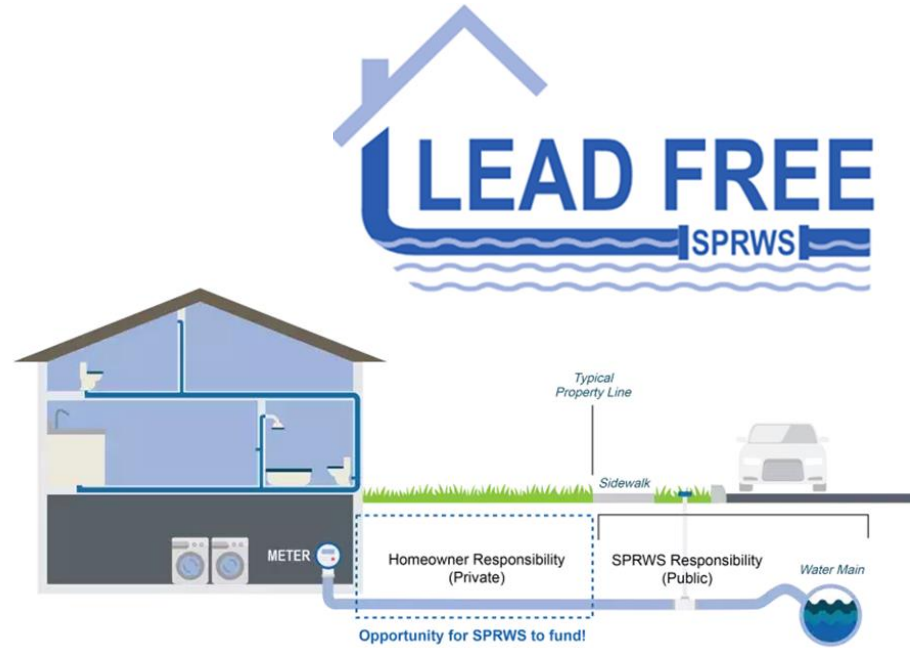 LEAD FREE
SPRWS
Typical
Property Line
Sidewalk
METER
Homeowner Responsibility
(Private)
SPRWS Responsibility
(Public)
Water Main
Opportunity for SPRWS to fund!